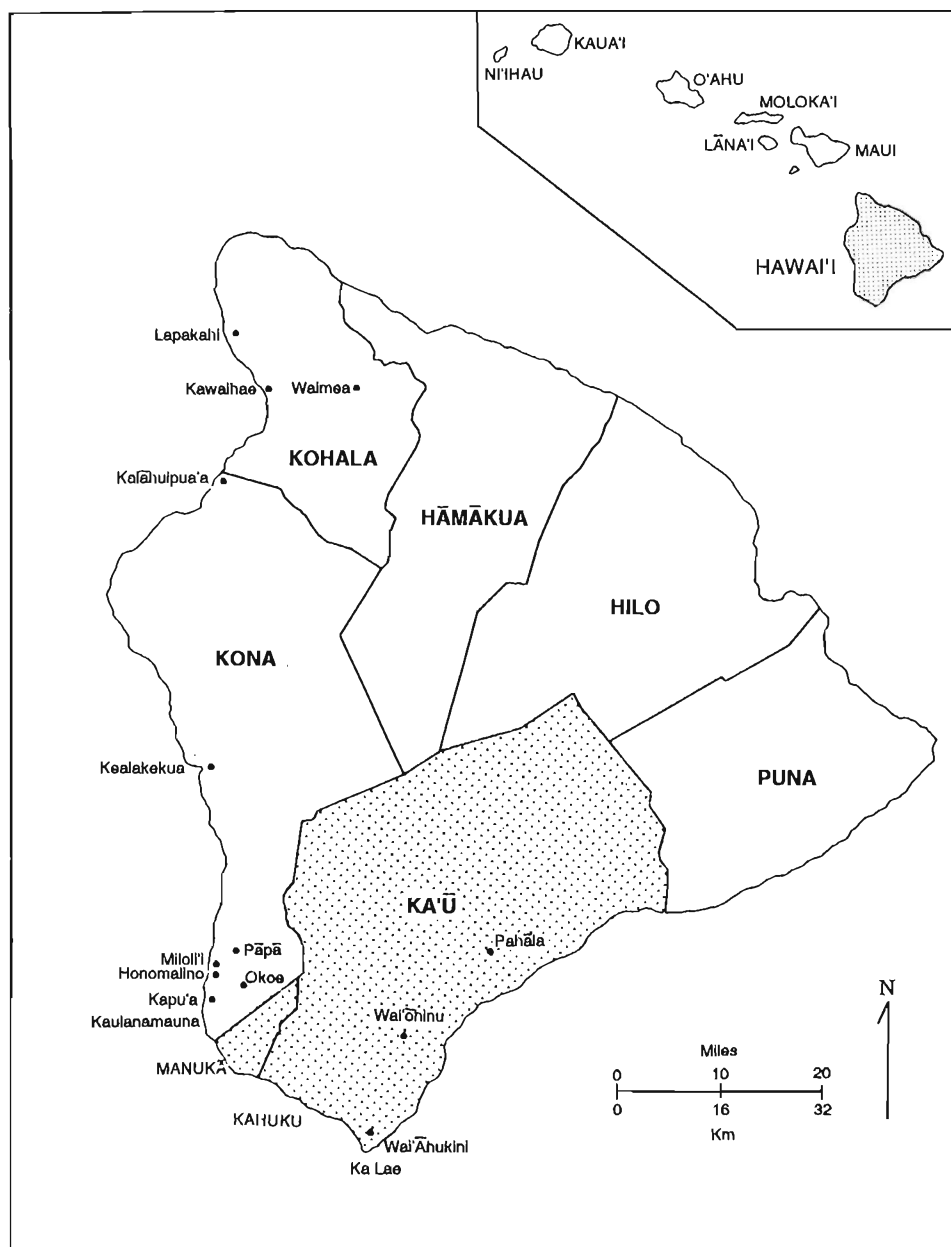 KAUA'I
NI'IHAU
O'AHU
MOLOKA'I
LĀNA'I
MAUI
HAWAI'I
Lapakahi
Kawaihae
Waimea
KOHALA
Kalāhuipua'a
HĀMĀKUA
HILO
KONA
Kealakekua
PUNA
KA'Ū
Pāpā
Pahala
Miloli'i
Honomalino
Okoe
Kapu'a
Kaulanamauna
Wai'ōhinu
MANUKĀ
KAHUKU
Wai'Āhukini
Ka Lae
N
Miles
0 10 20
0 16 32
Km